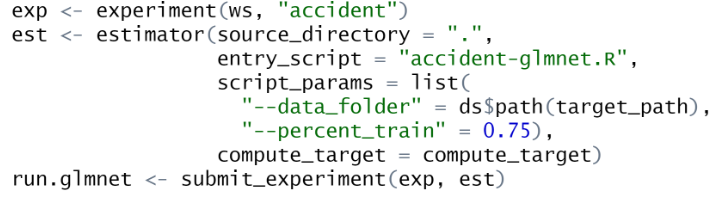 exp <- experiment(ws, "accident")
est <- estimator(source_directory = ".",
                 entry_script = "accident-glmnet.R",
                 script_params = list(
                   "--data_folder" = ds$path(target_path),
                   "--percent_train" = 0.75),
                 compute_target = compute_target)
run.glmnet <- submit_experiment(exp, est)